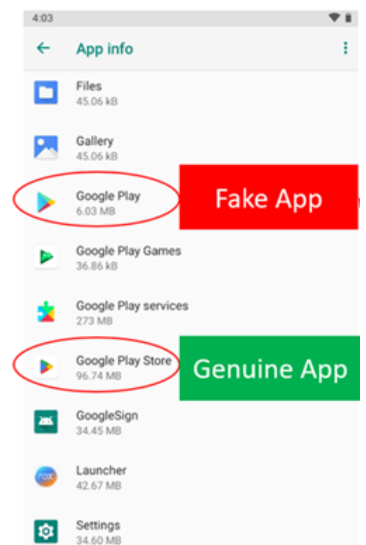 4:03
App info
Files
45.06 kB
Gallery
45.06 kB
Google Play
6.03 MB
Fake App
Google Play Games
36.86 kB
Google Play services
273 MB
Google Play Store
96.74 MB
Genuine App
GoogleSign
34.45 MB
Launcher
42.67 MB
Settings
34.60 MB